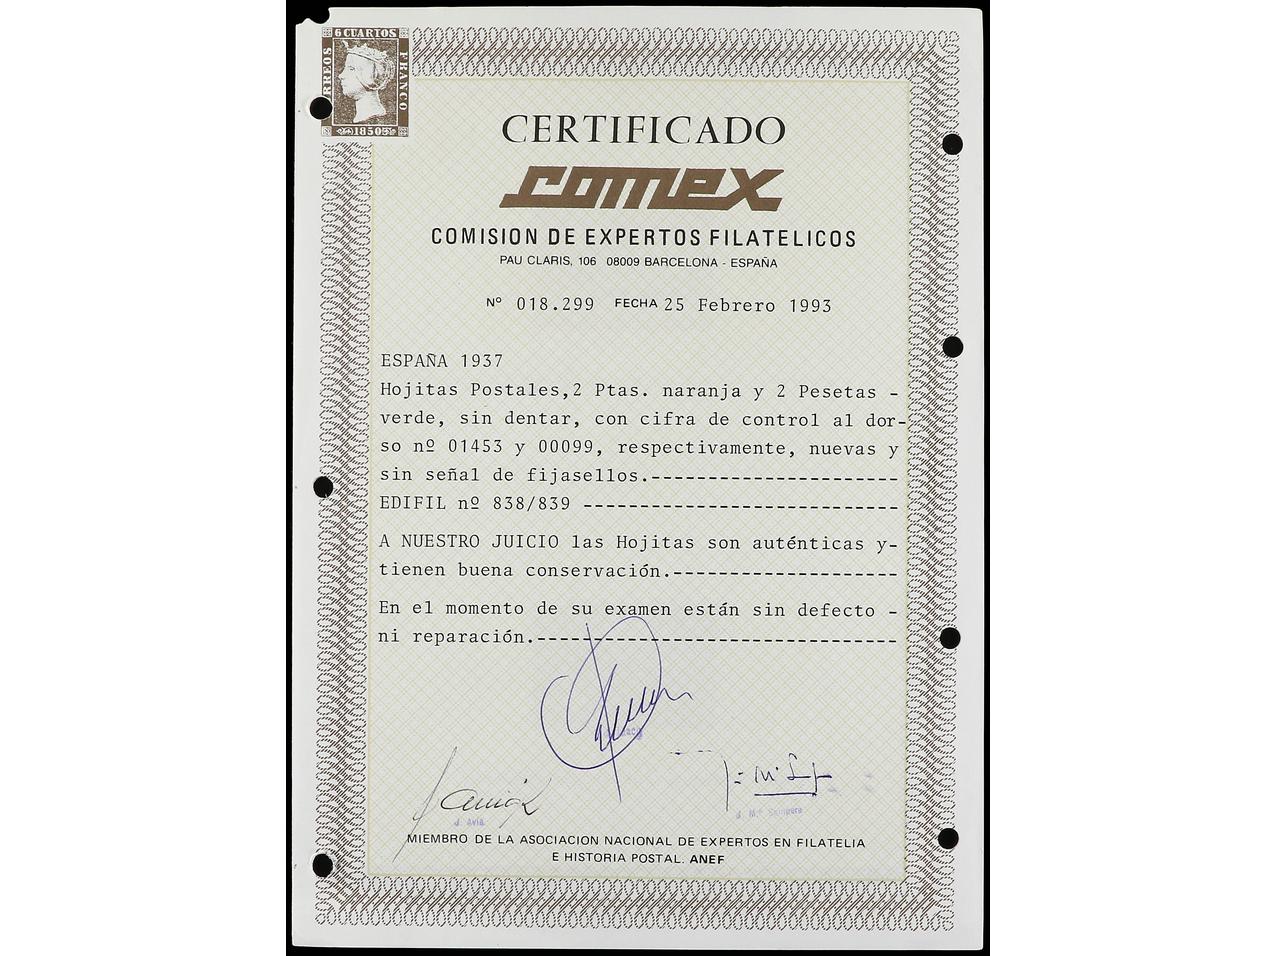 6 CUARTOS
FRANCO
1850
CERTIFICADO
comex
COMISION DE EXPERTOS FILATELICOS
PAU CLARIS, 106 08009 BARCELONA - ESPAÑA
Nº 018.299 FECHA 25 Febrero 1993
ESPAÑA 1937
Hojitas Postales,2 Ptas. naranja y 2 Pesetas -
verde, sin dentar, con cifra de control al dor-
so nº 01453 y 00099, respectivamente, nuevas y
sin señal de fijasellos.----------------------
EDIFIL nº 838/839 ----------------------------
A NUESTRO JUICIO las Hojitas son auténticas y-
tienen buena conservación.--------------------
En el momento de su examen están sin defecto -
ni reparación.--------------------------------
J. Avia
J. Mª Sempere
MIEMBRO DE LA ASOCIACION NACIONAL DE EXPERTOS EN FILATELIA
E HISTORIA POSTAL. ANEF